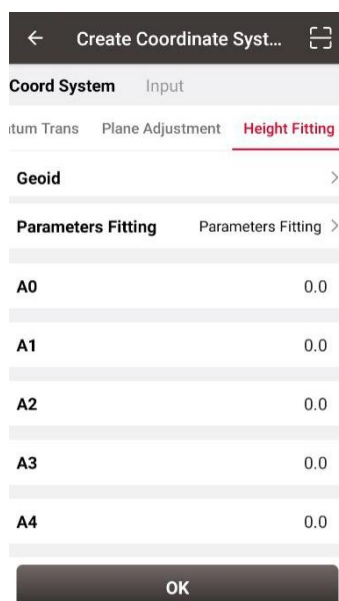 Create Coordinate Syst...
Coord System Input
tum Trans Plane Adjustment Height Fitting
Geoid
Parameters Fitting Parameters Fitting
A0 0.0
A1 0.0
A2 0.0
A3 0.0
A4 0.0
OK